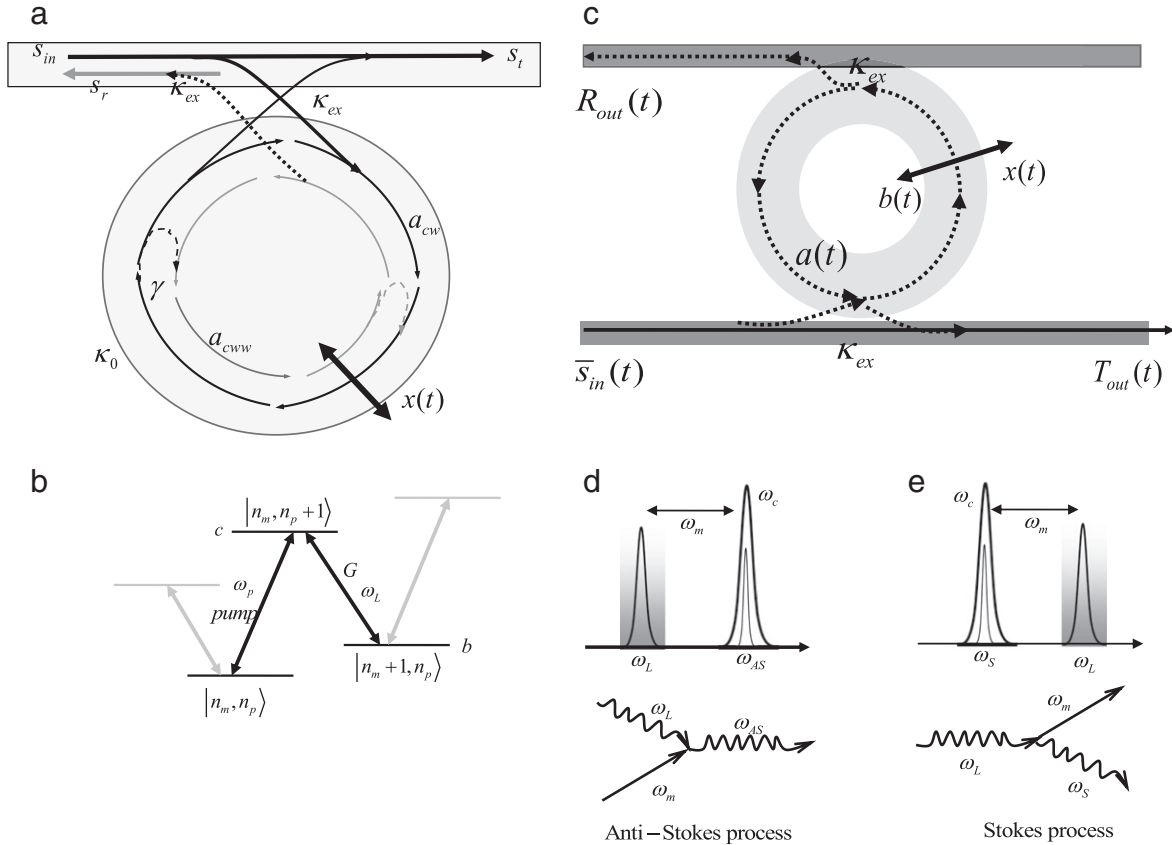 a
s_in
s_t
s_r
κ_ex
κ_ex
a_cw
γ
a_cww
κ_0
x(t)
b
|n_m, n_p +1⟩
c
G
ω_p
ω_L
pump
b
|n_m +1, n_p⟩
|n_m, n_p⟩
c
κ_ex
R_out(t)
x(t)
b(t)
a(t)
κ_ex
s̅_in(t)
T_out(t)
d
ω_c
ω_m
ω_L
ω_AS
ω_L
ω_AS
ω_m
Anti – Stokes process
e
ω_c
ω_m
ω_S
ω_L
ω_m
ω_L
ω_S
Stokes process